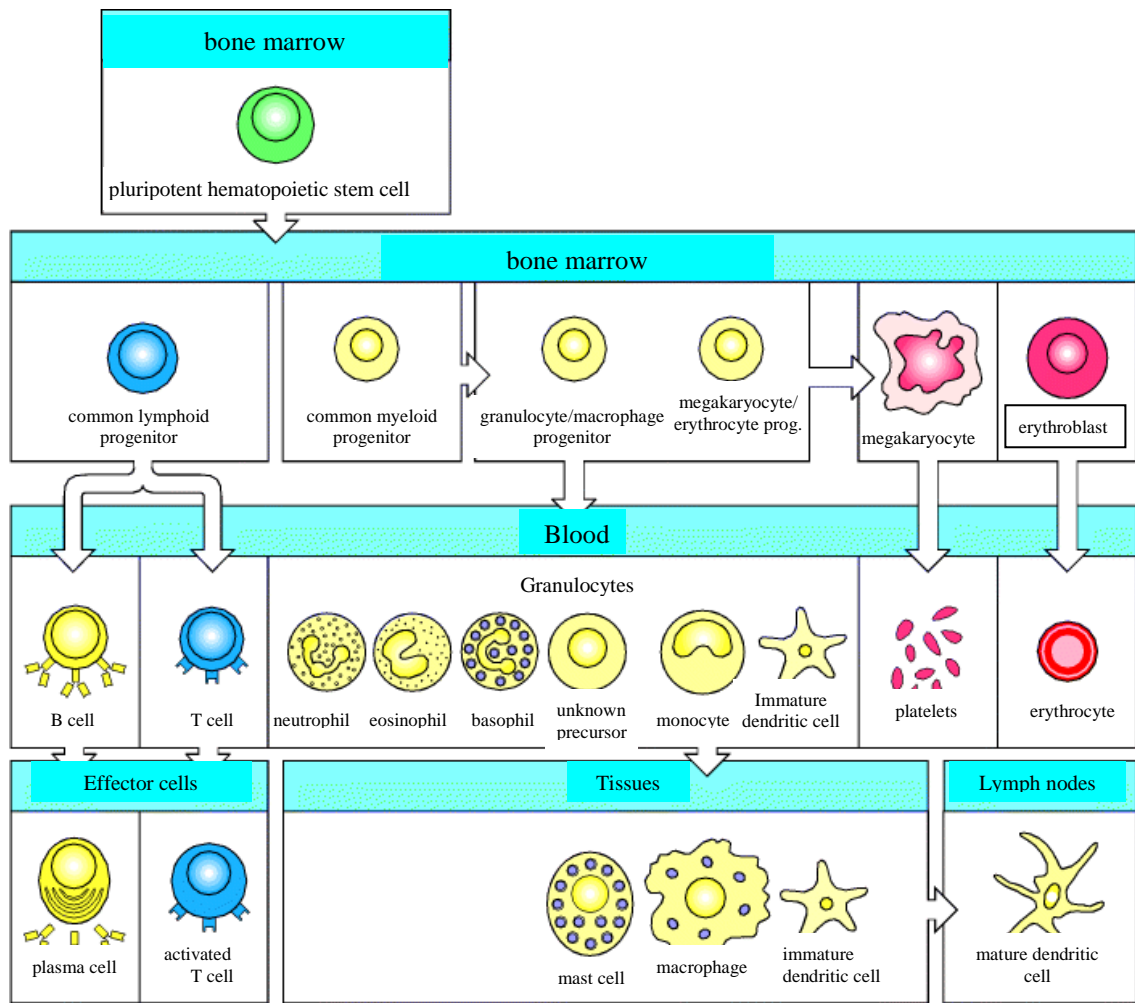 bone marrow
pluripotent hematopoietic stem cell
bone marrow
common lymphoid
progenitor
common myeloid
progenitor
granulocyte/macrophage
progenitor
megakaryocyte/
erythrocyte prog.
megakaryocyte
erythroblast
Blood
Granulocytes
B cell
T cell
neutrophil
eosinophil
basophil
unknown
precursor
monocyte
Immature
dendritic cell
platelets
erythrocyte
Effector cells
Tissues
Lymph nodes
plasma cell
activated
T cell
mast cell
macrophage
immature
dendritic cell
mature dendritic
cell